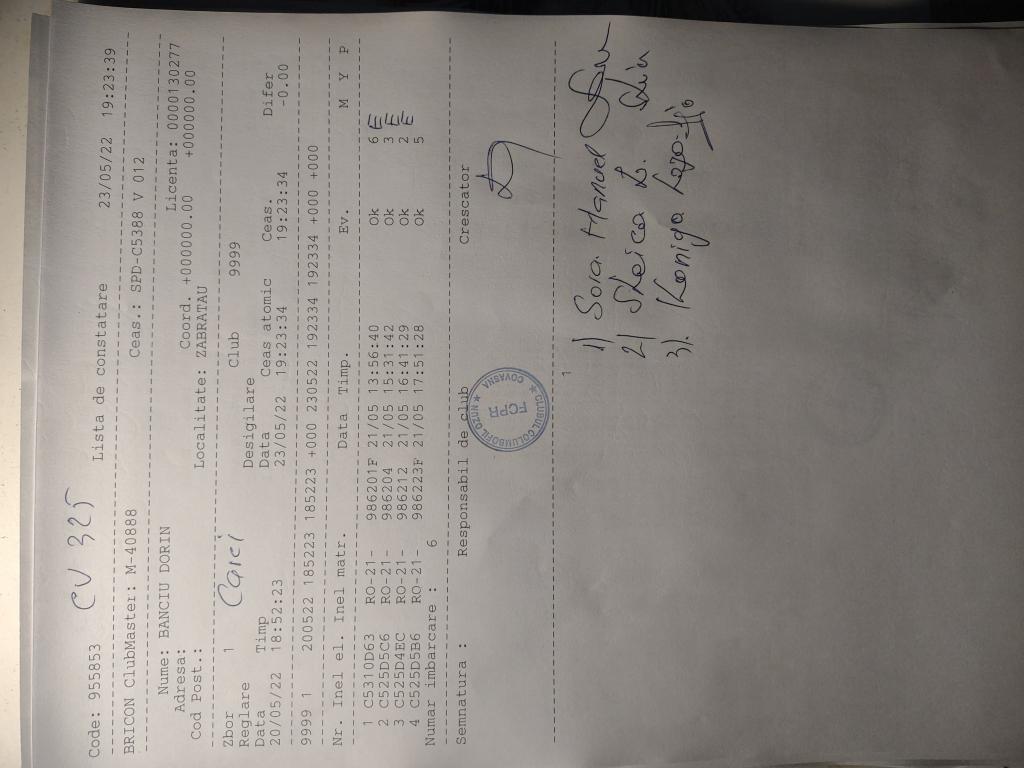 CV 325
Code: 955853 Lista de constatare 23/05/22 19:23:39
BRICON ClubMaster: M-40888 Ceas.: SPD-C5388 V 012
Nume: BANCIU DORIN Licenta: 0000130277
Adresa: Coord. +000000.00 +000000.00
Cod Post.: Localitate: ZABRATAU
Zbor 1 Carei Club 9999
Reglare Desigilare
Data Timp Data Ceas atomic Ceas. Difer
20/05/22 18:52:23 23/05/22 19:23:34 19:23:34 -0.00
9999 1 200522 185223 185223 +000 230522 192334 192334 +000 +000
Nr. Inel el. Inel matr. Data Timp. Ev. M Y P
1 C5310D63 RO-21- 986201F 21/05 13:56:40 Ok 6 E
2 C525D5C6 RO-21- 986204 21/05 15:31:42 Ok 3 E
3 C525D4EC RO-21- 986212 21/05 16:41:29 Ok 2 E
4 C525D5B6 RO-21- 986223F 21/05 17:51:28 Ok 5
Numar imbarcare : 6
Semnatura : Responsabil de club Crescator
CLUBUL COLUMBOFIL COVASNA
FCPR
1
1)
2)
3).